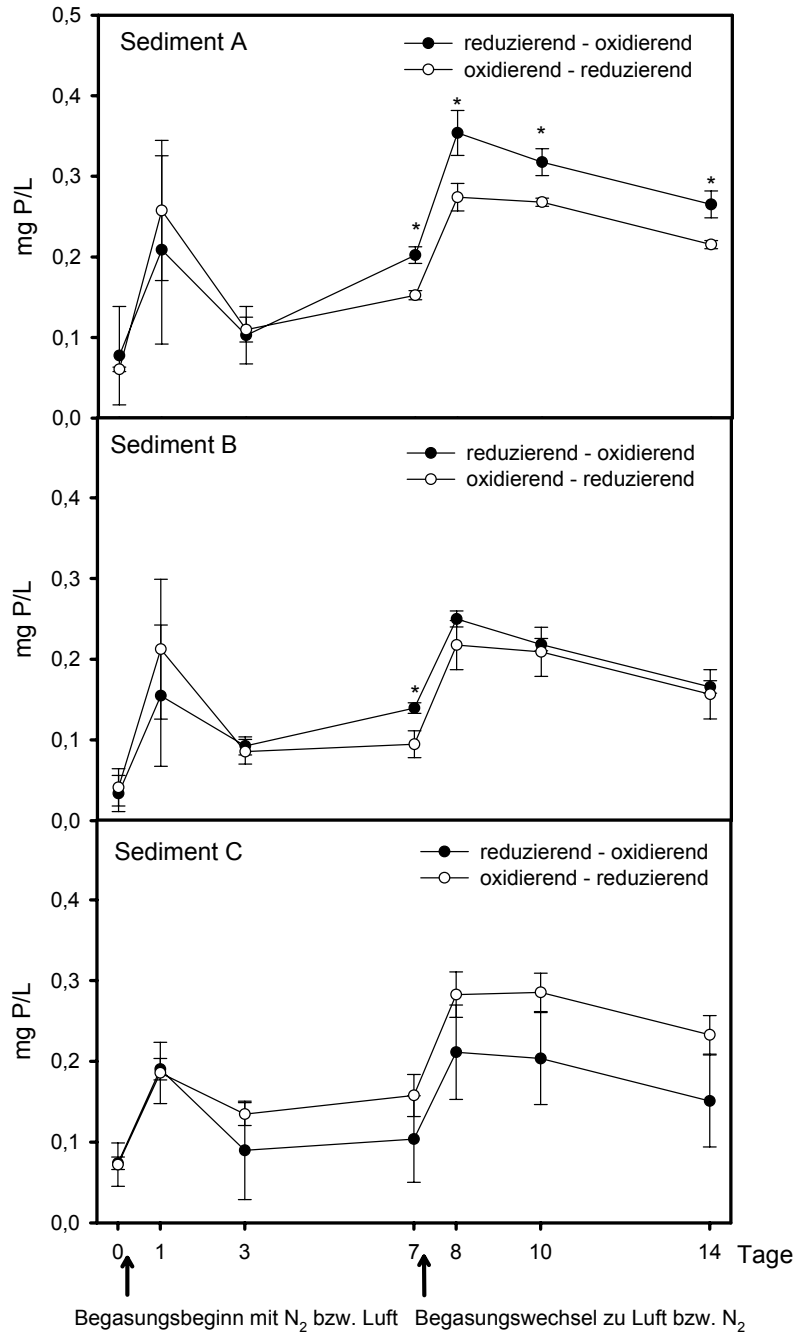 0,5
Sediment A
reduzierend - oxidierend
oxidierend - reduzierend
0,4
*
*
0,3
*
mg P/L
*
0,2
0,1
0,0
Sediment B
reduzierend - oxidierend
oxidierend - reduzierend
0,4
0,3
mg P/L
0,2
*
0,1
0,0
Sediment C
reduzierend - oxidierend
oxidierend - reduzierend
0,4
0,3
mg P/L
0,2
0,1
0,0
0 1 3 7 8 10 14 Tage
Begasungsbeginn mit N₂ bzw. Luft Begasungswechsel zu Luft bzw. N₂